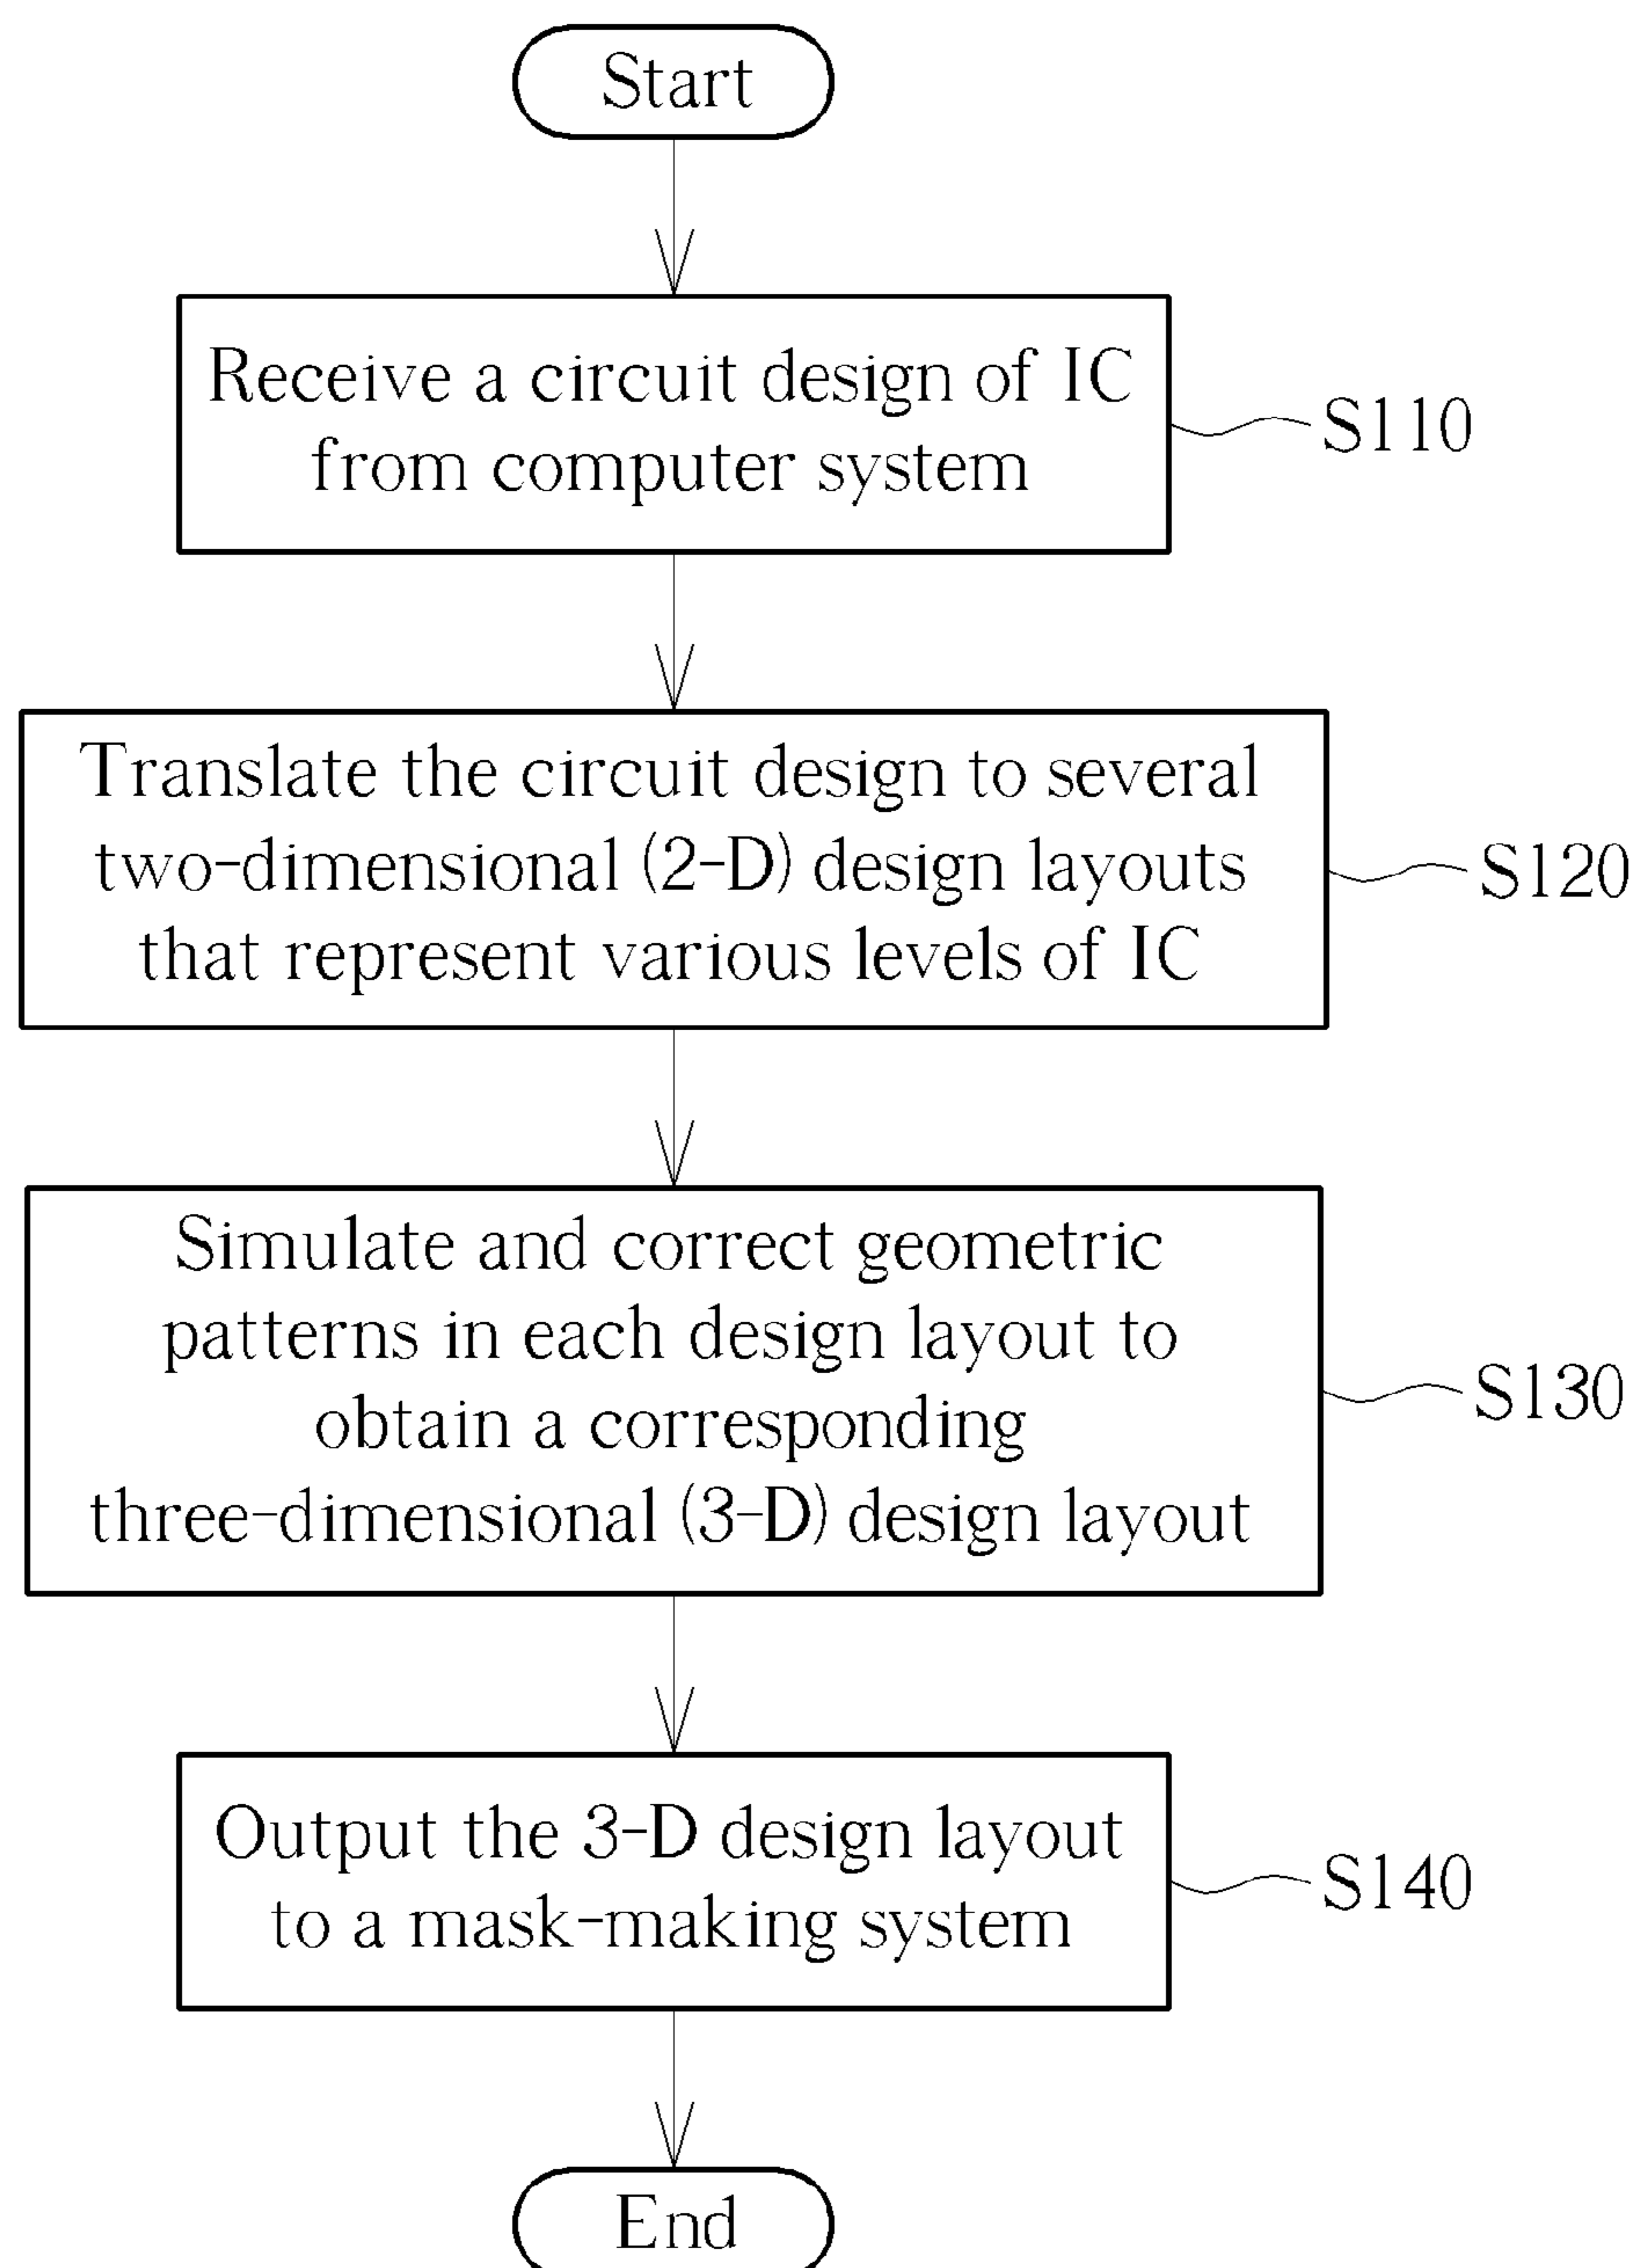 Start
Receive a circuit design of IC
from computer system
S110
Translate the circuit design to several
two-dimensional (2-D) design layouts
that represent various levels of IC
S120
Simulate and correct geometric
patterns in each design layout to
obtain a corresponding
three-dimensional (3-D) design layout
S130
Output the 3-D design layout
to a mask-making system
S140
End